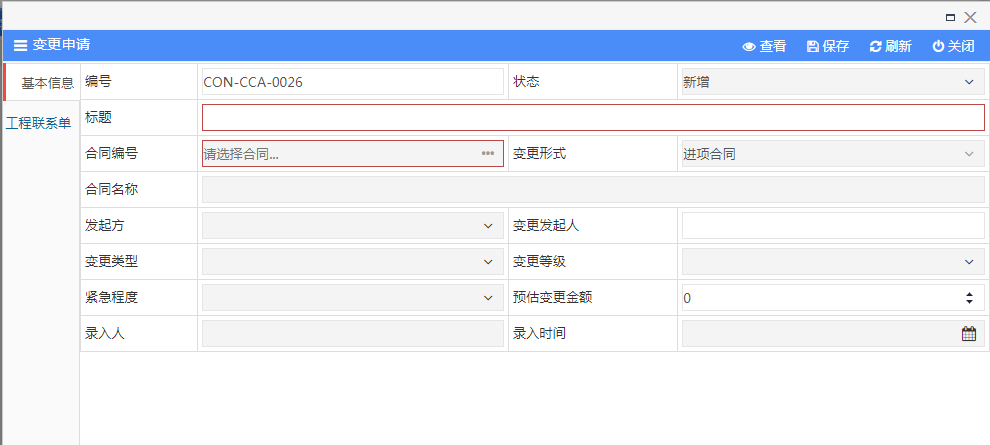 变更申请 查看 保存 刷新 关闭
基本信息 编号 CON-CCA-0026 状态 新增
标题
工程联系单
合同编号 请选择合同... 变更形式 进项合同
合同名称
发起方 变更发起人
变更类型 变更等级
紧急程度 预估变更金额 0
录入人 录入时间